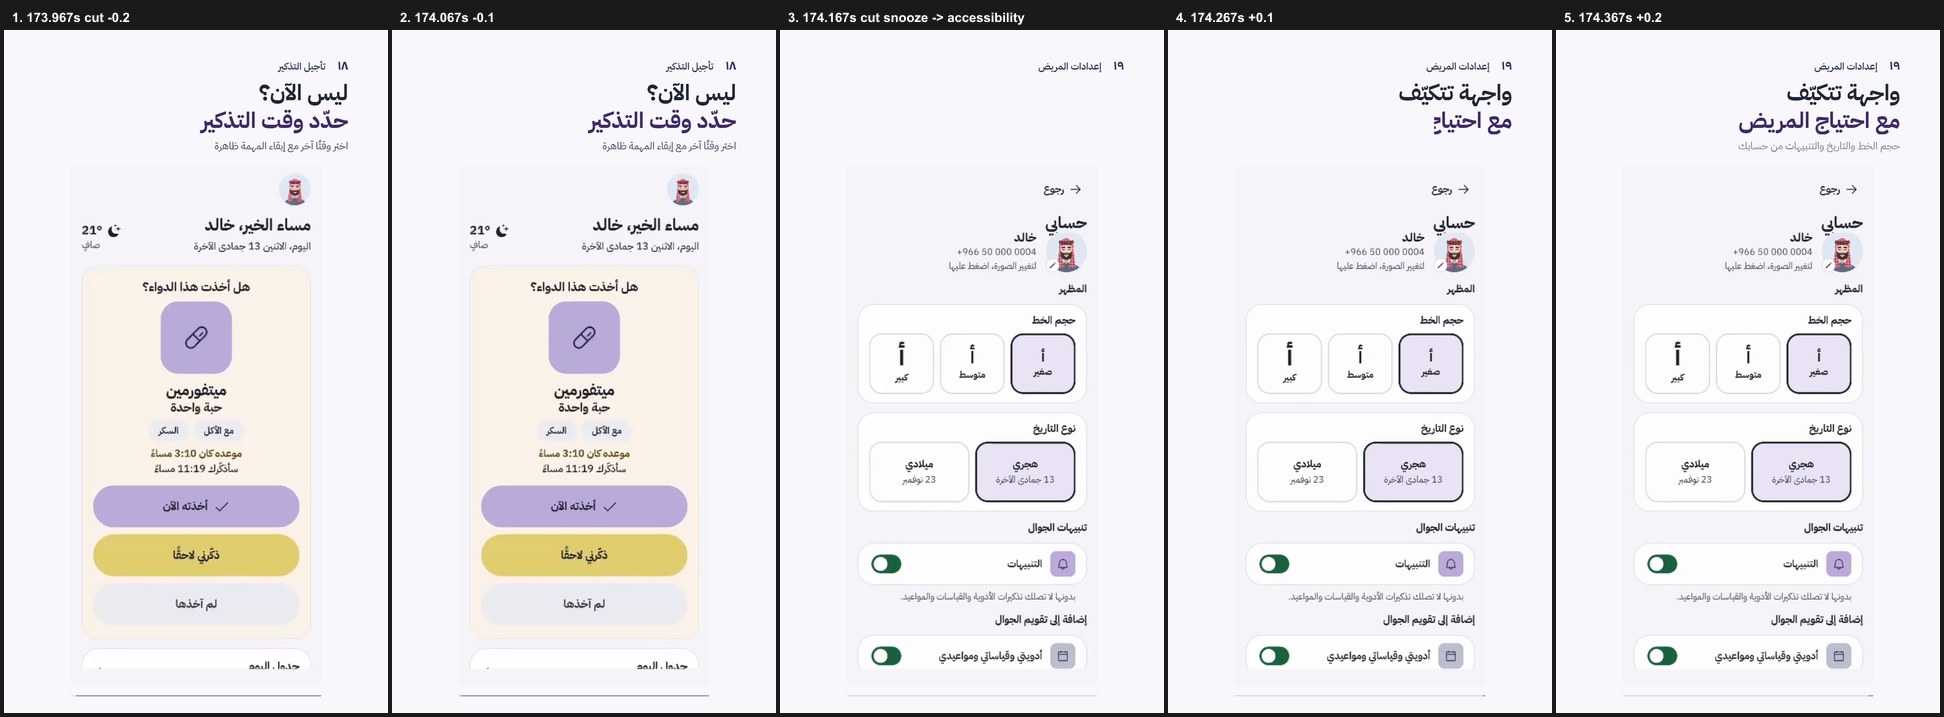 1. 173.967s cut -0.2
١٨ تأجيل التذكير
ليس الآن؟
حدّد وقت التذكير
اختر وقتًا آخر مع إبقاء المهمة ظاهرة
مساء الخير، خالد
21°
اليوم، الاثنين 13 جمادى الآخرة
صافٍ
هل أخذت هذا الدواء؟
ميتفورمين
حبة واحدة
مع الأكل
السكر
موعده كان 3:10 مساءً
سأذكّرك 11:19 مساءً
أخذته الآن
ذكّرني لاحقًا
لم آخذها
جدول اليوم
2. 174.067s -0.1
١٨ تأجيل التذكير
ليس الآن؟
حدّد وقت التذكير
اختر وقتًا آخر مع إبقاء المهمة ظاهرة
مساء الخير، خالد
21°
اليوم، الاثنين 13 جمادى الآخرة
صافٍ
هل أخذت هذا الدواء؟
ميتفورمين
حبة واحدة
مع الأكل
السكر
موعده كان 3:10 مساءً
سأذكّرك 11:19 مساءً
أخذته الآن
ذكّرني لاحقًا
لم آخذها
جدول اليوم
3. 174.167s cut snooze -> accessibility
١٩ إعدادات المريض
رجوع
حسابي
خالد
+966 50 000 0004
لتغيير الصورة، اضغط عليها
المظهر
حجم الخط
أ
أ
أ
صغير
متوسط
كبير
نوع التاريخ
هجري
ميلادي
13 جمادى الآخرة
23 نوفمبر
تنبيهات الجوال
التنبيهات
بدونها لا تصلك تذكيرات الأدوية والقياسات والمواعيد.
إضافة إلى تقويم الجوال
أدويتي وقياساتي ومواعيدي
4. 174.267s +0.1
١٩ إعدادات المريض
واجهة تتكيّف
مع احتياج
رجوع
حسابي
خالد
+966 50 000 0004
لتغيير الصورة، اضغط عليها
المظهر
حجم الخط
أ
أ
أ
صغير
متوسط
كبير
نوع التاريخ
هجري
ميلادي
13 جمادى الآخرة
23 نوفمبر
تنبيهات الجوال
التنبيهات
بدونها لا تصلك تذكيرات الأدوية والقياسات والمواعيد.
إضافة إلى تقويم الجوال
أدويتي وقياساتي ومواعيدي
5. 174.367s +0.2
١٩ إعدادات المريض
واجهة تتكيّف
مع احتياج المريض
حجم الخط والتاريخ والتنبيهات من حسابك
رجوع
حسابي
خالد
+966 50 000 0004
لتغيير الصورة، اضغط عليها
المظهر
حجم الخط
أ
أ
أ
صغير
متوسط
كبير
نوع التاريخ
هجري
ميلادي
13 جمادى الآخرة
23 نوفمبر
تنبيهات الجوال
التنبيهات
بدونها لا تصلك تذكيرات الأدوية والقياسات والمواعيد.
إضافة إلى تقويم الجوال
أدويتي وقياساتي ومواعيدي